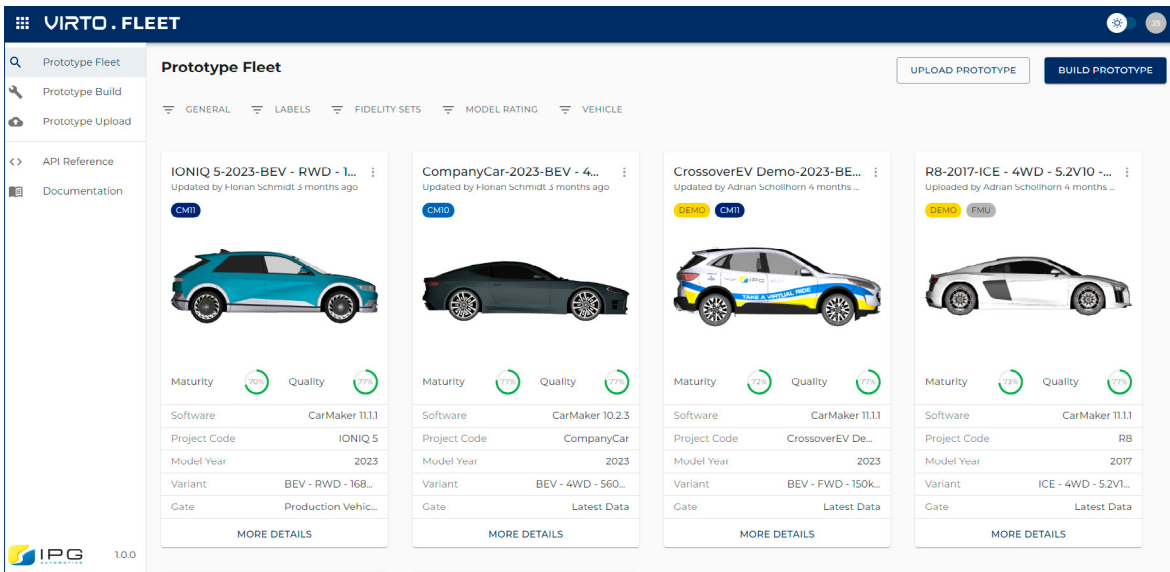 VIRTO . FLEET
JS
Prototype Fleet
Prototype Build
Prototype Upload
API Reference
Documentation
Prototype Fleet
UPLOAD PROTOTYPE
BUILD PROTOTYPE
GENERAL
LABELS
FIDELITY SETS
MODEL RATING
VEHICLE
IONIQ 5-2023-BEV - RWD - 1...
Updated by Florian Schmidt 3 months ago
CM11
Maturity 70% Quality 77%
Software CarMaker 11.1.1
Project Code IONIQ 5
Model Year 2023
Variant BEV - RWD - 168...
Gate Production Vehic...
MORE DETAILS
CompanyCar-2023-BEV - 4...
Updated by Florian Schmidt 3 months ago
CM10
Maturity 77% Quality 77%
Software CarMaker 10.2.3
Project Code CompanyCar
Model Year 2023
Variant BEV - 4WD - 560...
Gate Latest Data
MORE DETAILS
CrossoverEV Demo-2023-BE...
Updated by Adrian Schollhorn 4 months ...
DEMO CM11
IPG
TAKE A VIRTUAL RIDE
Maturity 72% Quality 77%
Software CarMaker 11.1.1
Project Code CrossoverEV De...
Model Year 2023
Variant BEV - FWD - 150k...
Gate Latest Data
MORE DETAILS
R8-2017-ICE - 4WD - 5.2V10 -...
Uploaded by Adrian Schollhorn 4 months ...
DEMO FMU
Maturity 73% Quality 77%
Software CarMaker 11.1.1
Project Code R8
Model Year 2017
Variant ICE - 4WD - 5.2V1...
Gate Latest Data
MORE DETAILS
IPG
AUTOMOTIVE
1.0.0